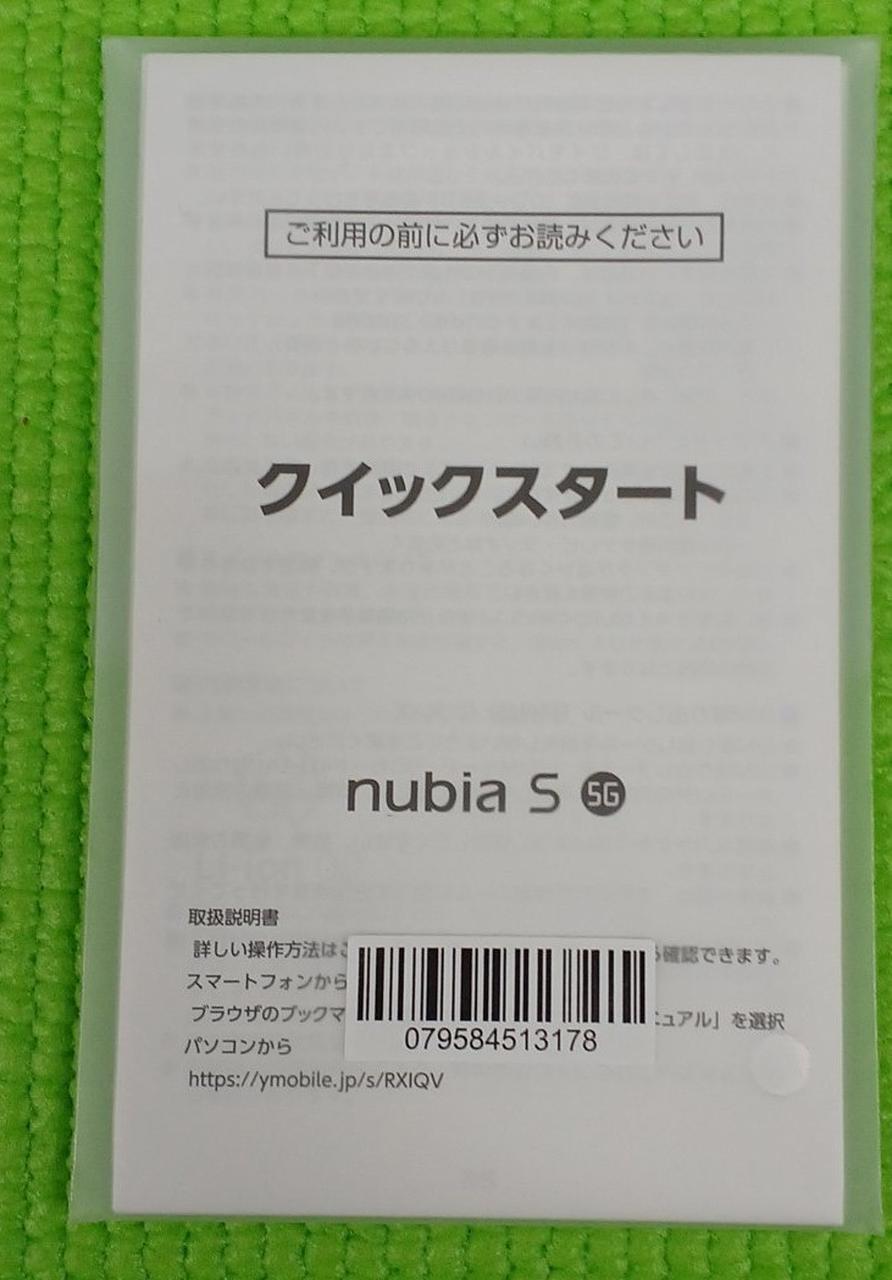 ご利用の前に必ずお読みください
クイックスタート
nubia S 5G
取扱説明書
詳しい操作方法は
確認できます。
スマートフォンから
ブラウザのブックマ
ニュアル」を選択
079584513178
パソコンから
https://ymobile.jp/s/RXIQV